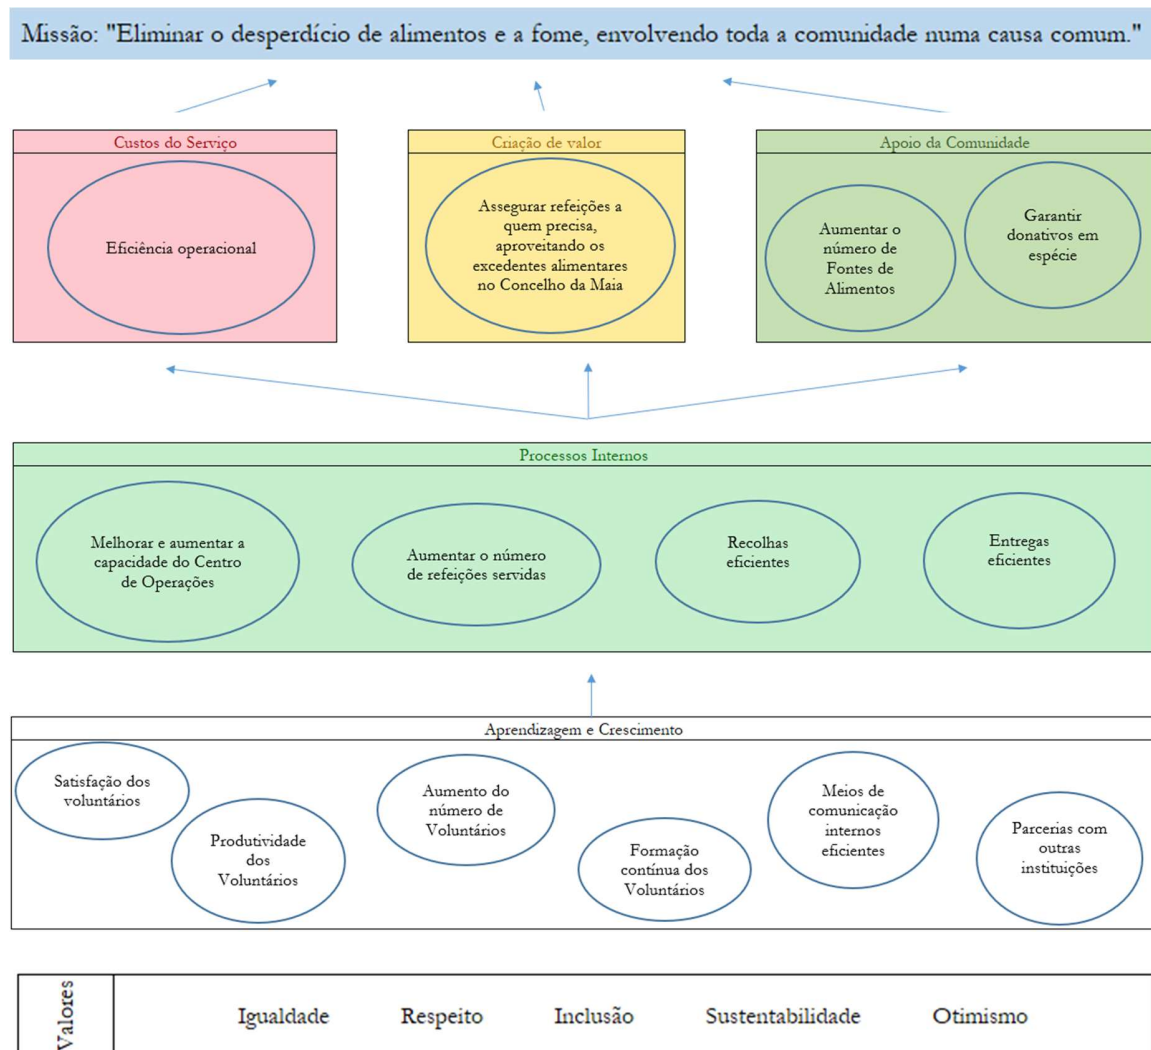 Missão: "Eliminar o desperdício de alimentos e a fome, envolvendo toda a comunidade numa causa comum."
Custos do Serviço
Eficiência operacional
Criação de valor
Assegurar refeições a
quem precisa,
aproveitando os
excedentes alimentares
no Concelho da Maia
Apoio da Comunidade
Aumentar o
número de
Fontes de
Alimentos
Garantir
donativos em
espécie
Processos Internos
Melhorar e aumentar a
capacidade do Centro
de Operações
Aumentar o número
de refeições servidas
Recolhas
eficientes
Entregas
eficientes
Aprendizagem e Crescimento
Satisfação dos
voluntários
Produtividade
dos
Voluntários
Aumento do
número de
Voluntários
Formação
contínua dos
Voluntários
Meios de
comunicação
internos
eficientes
Parcerias com
outras
instituições
Valores
Igualdade Respeito Inclusão Sustentabilidade Otimismo